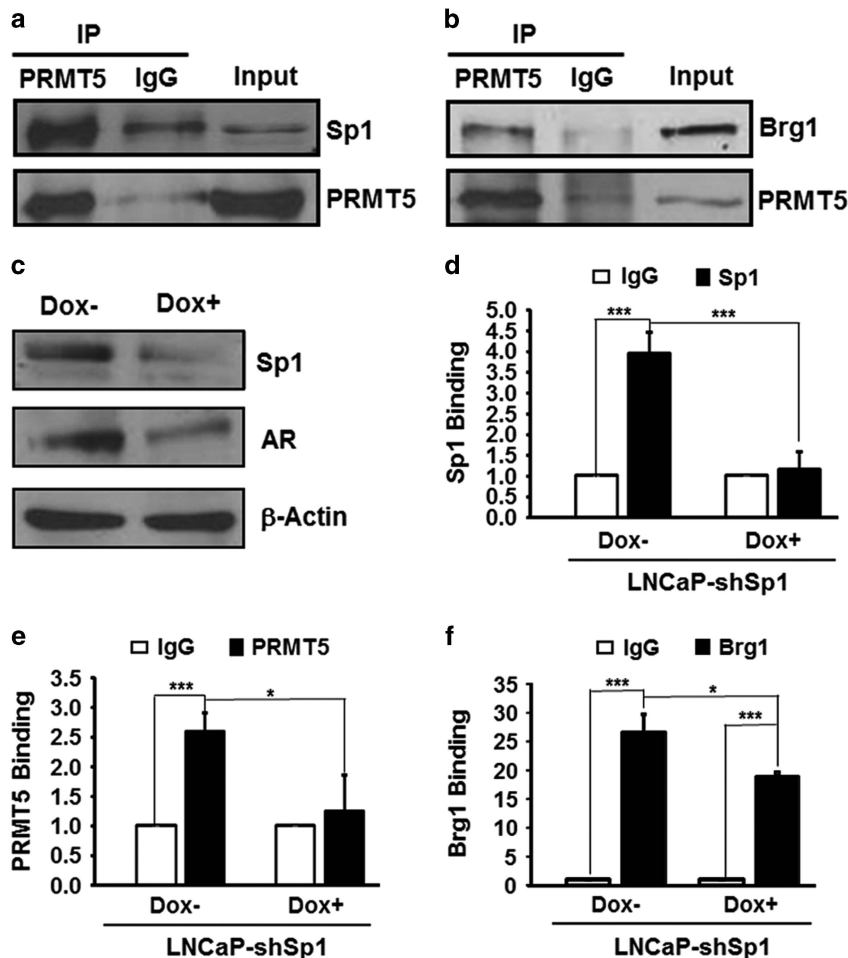 a
IP
PRMT5 IgG Input
Sp1
PRMT5
b
IP
PRMT5 IgG Input
Brg1
PRMT5
c
Dox- Dox+
Sp1
AR
β-Actin
d
IgG Sp1
Sp1 Binding
5.0
4.5
4.0
3.5
3.0
2.5
2.0
1.5
1.0
0.5
0.0
*** ***
Dox- Dox+
LNCaP-shSp1
e
IgG PRMT5
PRMT5 Binding
3.5
3.0
2.5
2.0
1.5
1.0
0.5
0.0
*** *
Dox- Dox+
LNCaP-shSp1
f
IgG Brg1
Brg1 Binding
35
30
25
20
15
10
5
0
*** *
***
Dox- Dox+
LNCaP-shSp1